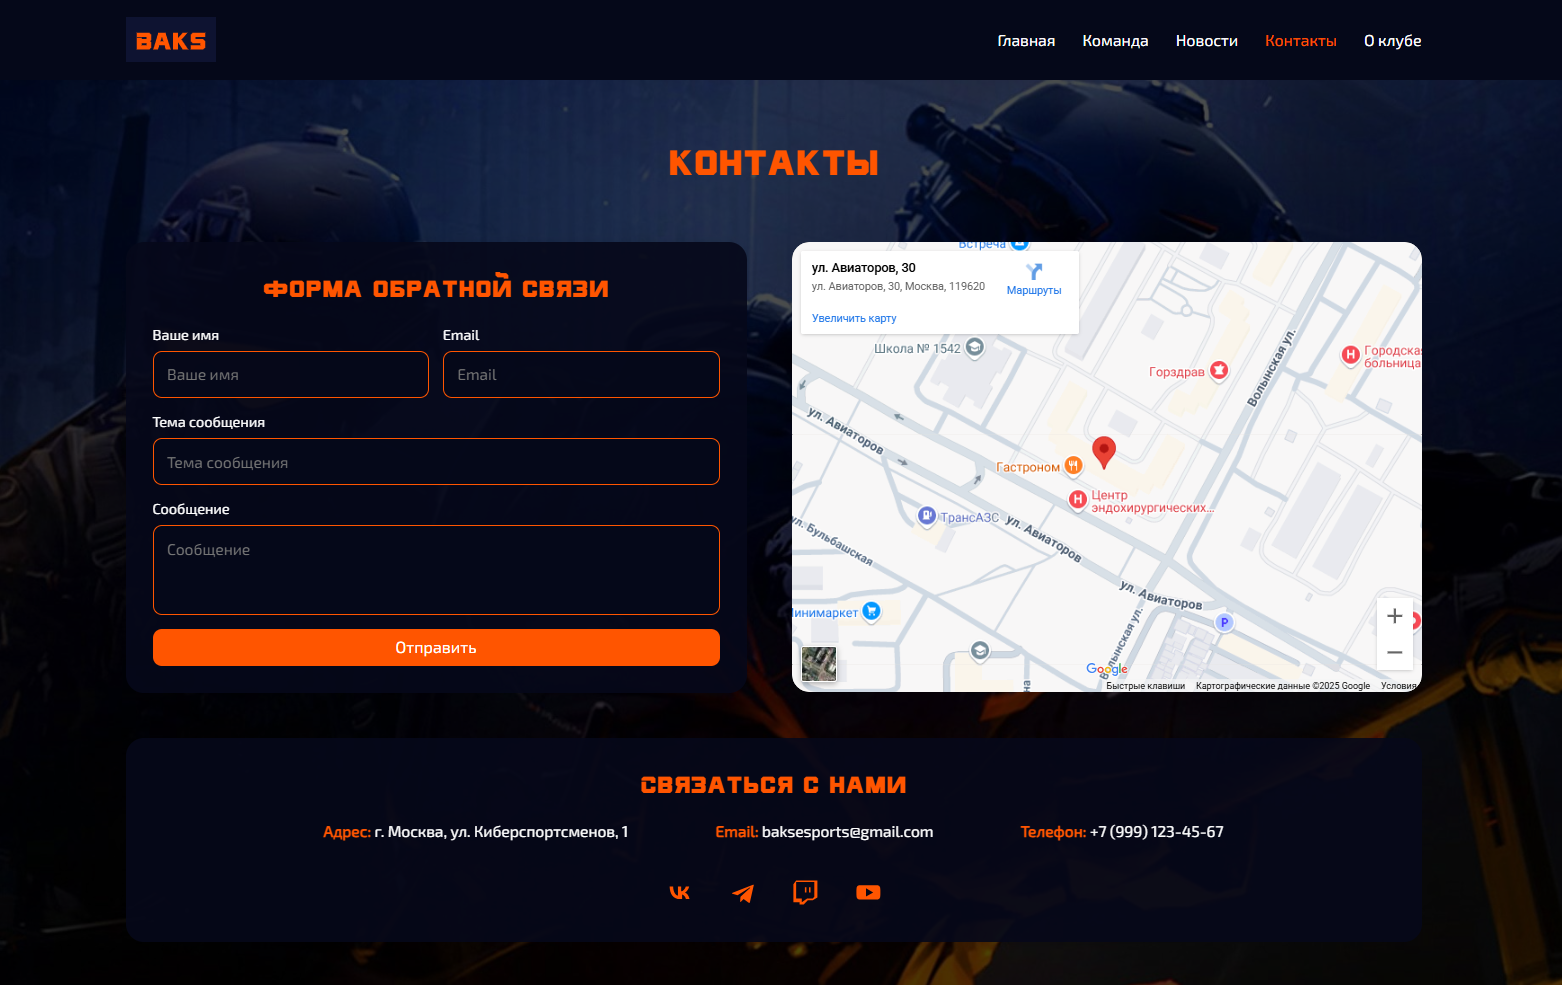 BAKS
Главная Команда Новости Контакты О клубе
КОНТАКТЫ
ФОРМА ОБРАТНОЙ СВЯЗИ
Ваше имя Email
Ваше имя Email
Тема сообщения
Тема сообщения
Сообщение
Сообщение
Отправить
Встреча
ул. Авиаторов, 30
ул. Авиаторов, 30, Москва, 119620
Маршруты
Увеличить карту
Школа № 1542
Горздрав
Волынская ул.
Городска
больница
ул. Авиаторов
Гастроном
Центр
эндохирургических...
ТрансАЗС
ул. Авиаторов
ул. Бульбашская
ул. Авиаторов
Минимаркет
P
Google
Быстрые клавиши Картографические данные ©2025 Google Условия
СВЯЗАТЬСЯ С НАМИ
Адрес: г. Москва, ул. Киберспортсменов, 1
Email: baksesports@gmail.com
Телефон: +7 (999) 123-45-67